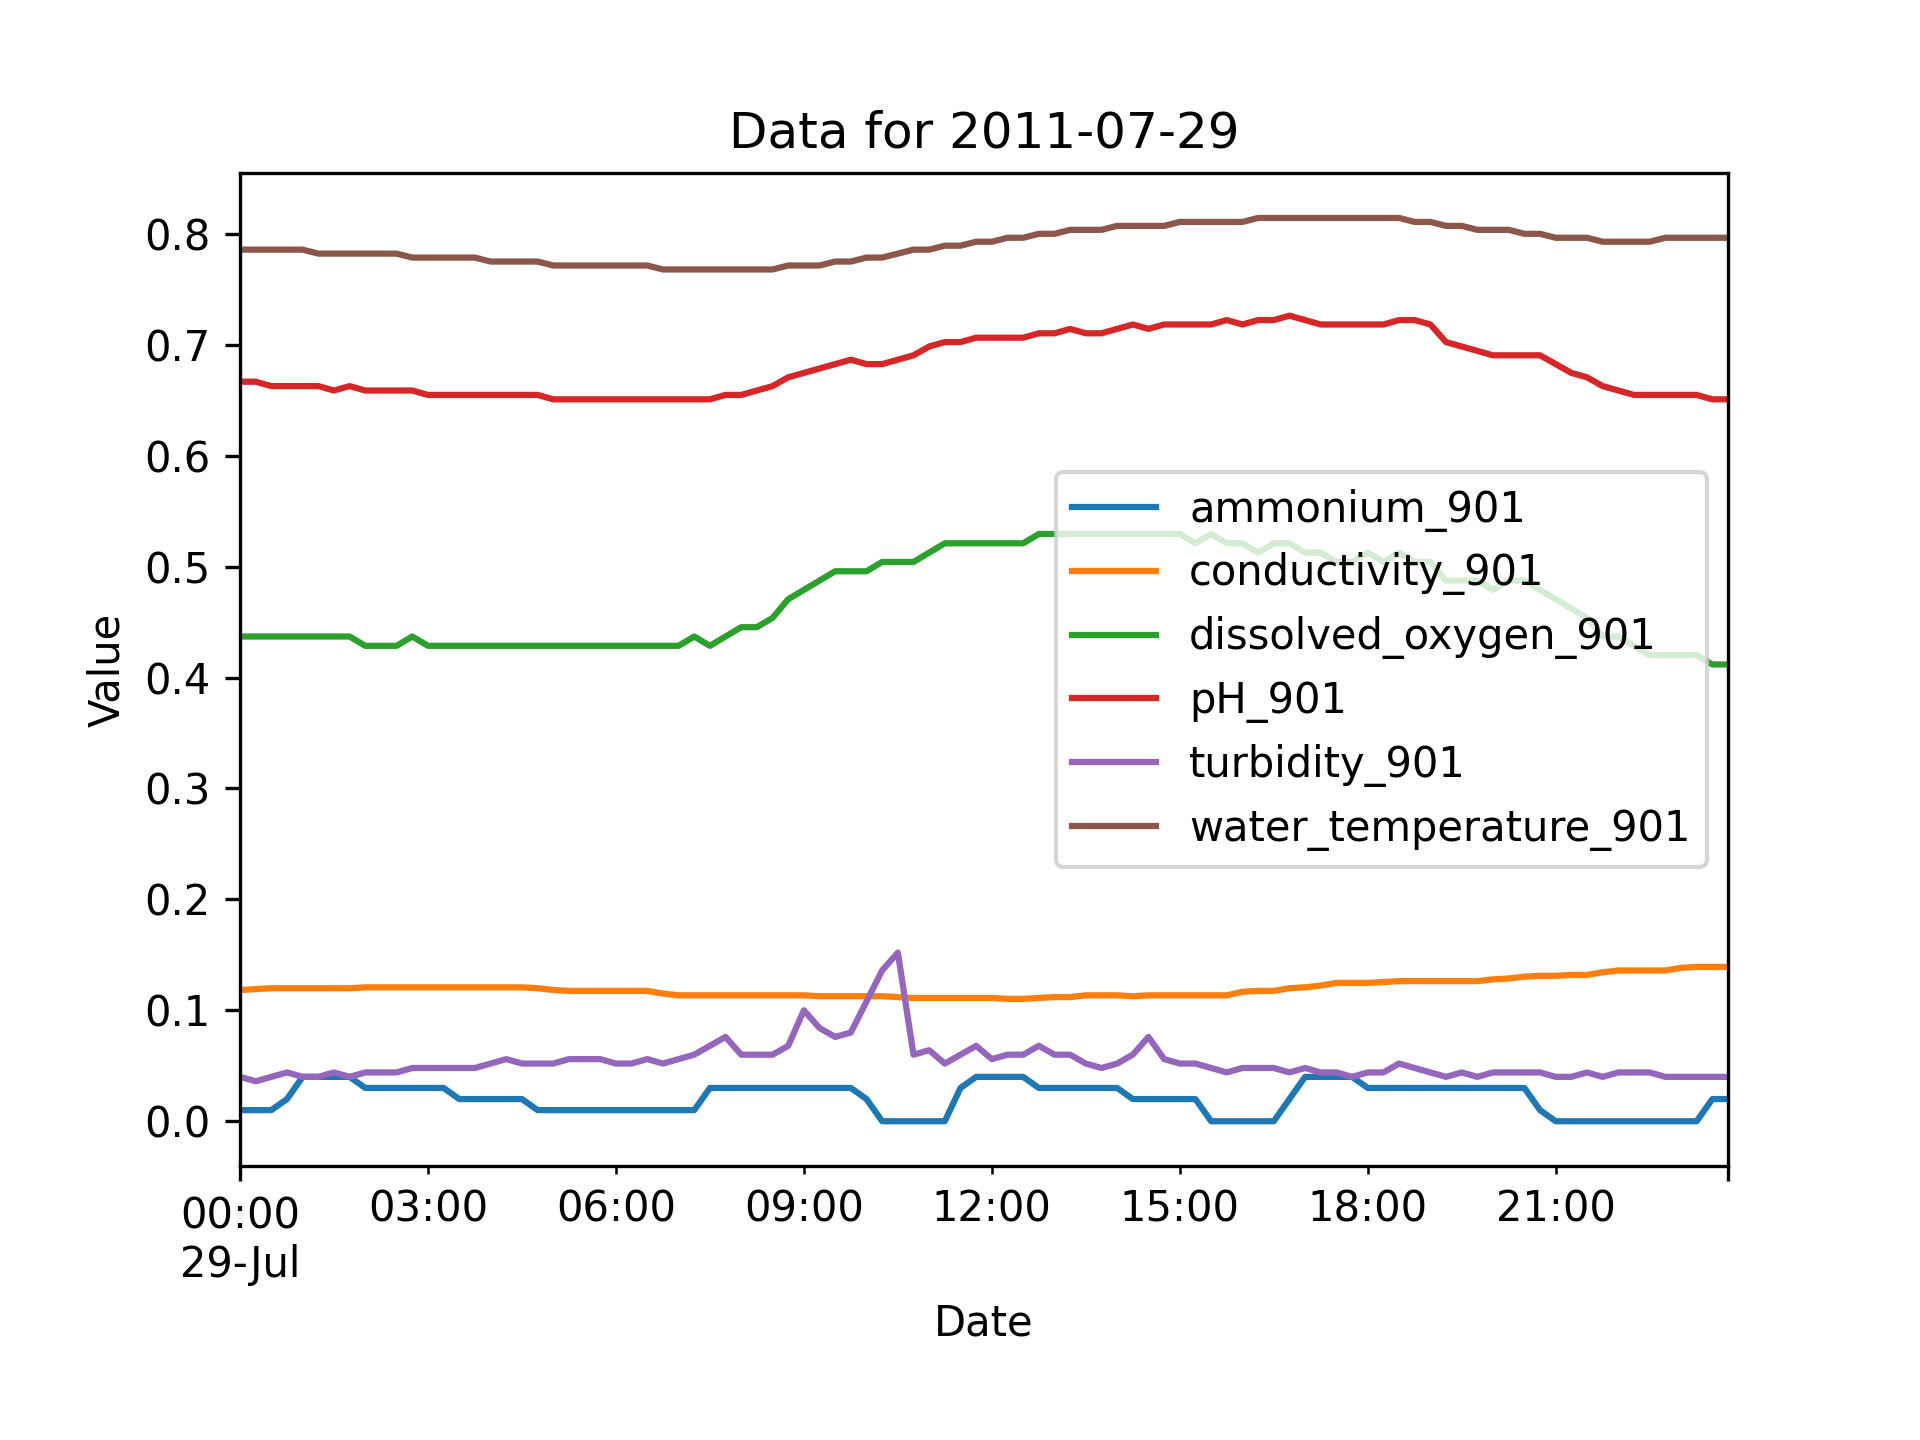 Data for 2011-07-29
0.8
0.7
0.6
0.5
0.4
0.3
0.2
0.1
0.0
Value
ammonium_901
conductivity_901
dissolved_oxygen_901
pH_901
turbidity_901
water_temperature_901
00:00 03:00 06:00 09:00 12:00 15:00 18:00 21:00
29-Jul
Date